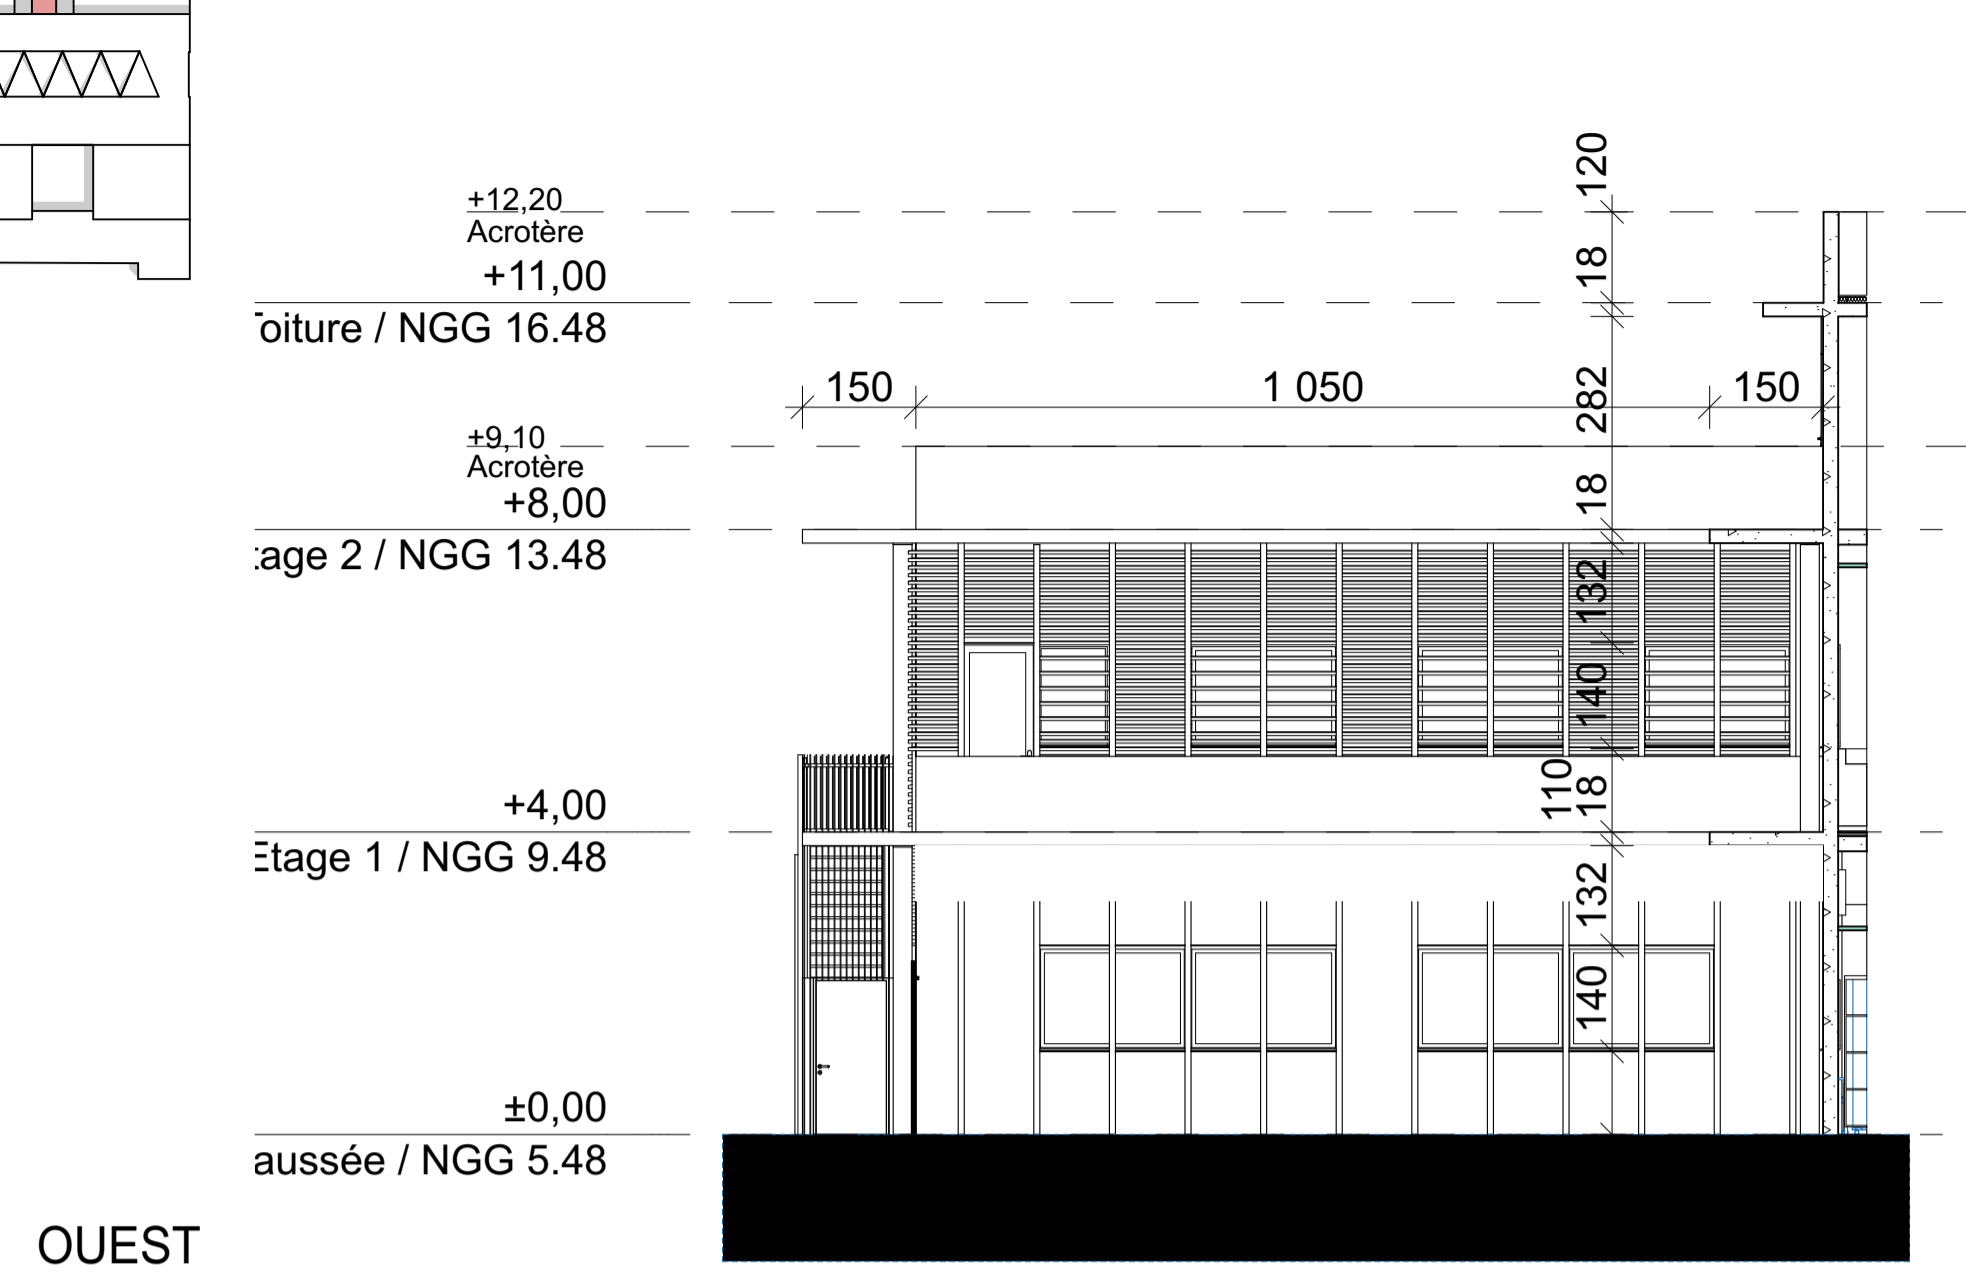 +12,20
Acrotère
+11,00
oiture / NGG 16.48
+9,10
Acrotère
+8,00
tage 2 / NGG 13.48
+4,00
Etage 1 / NGG 9.48
±0,00
aussée / NGG 5.48
OUEST
150
1 050
150
120
18
282
18
132
140
110
18
132
140